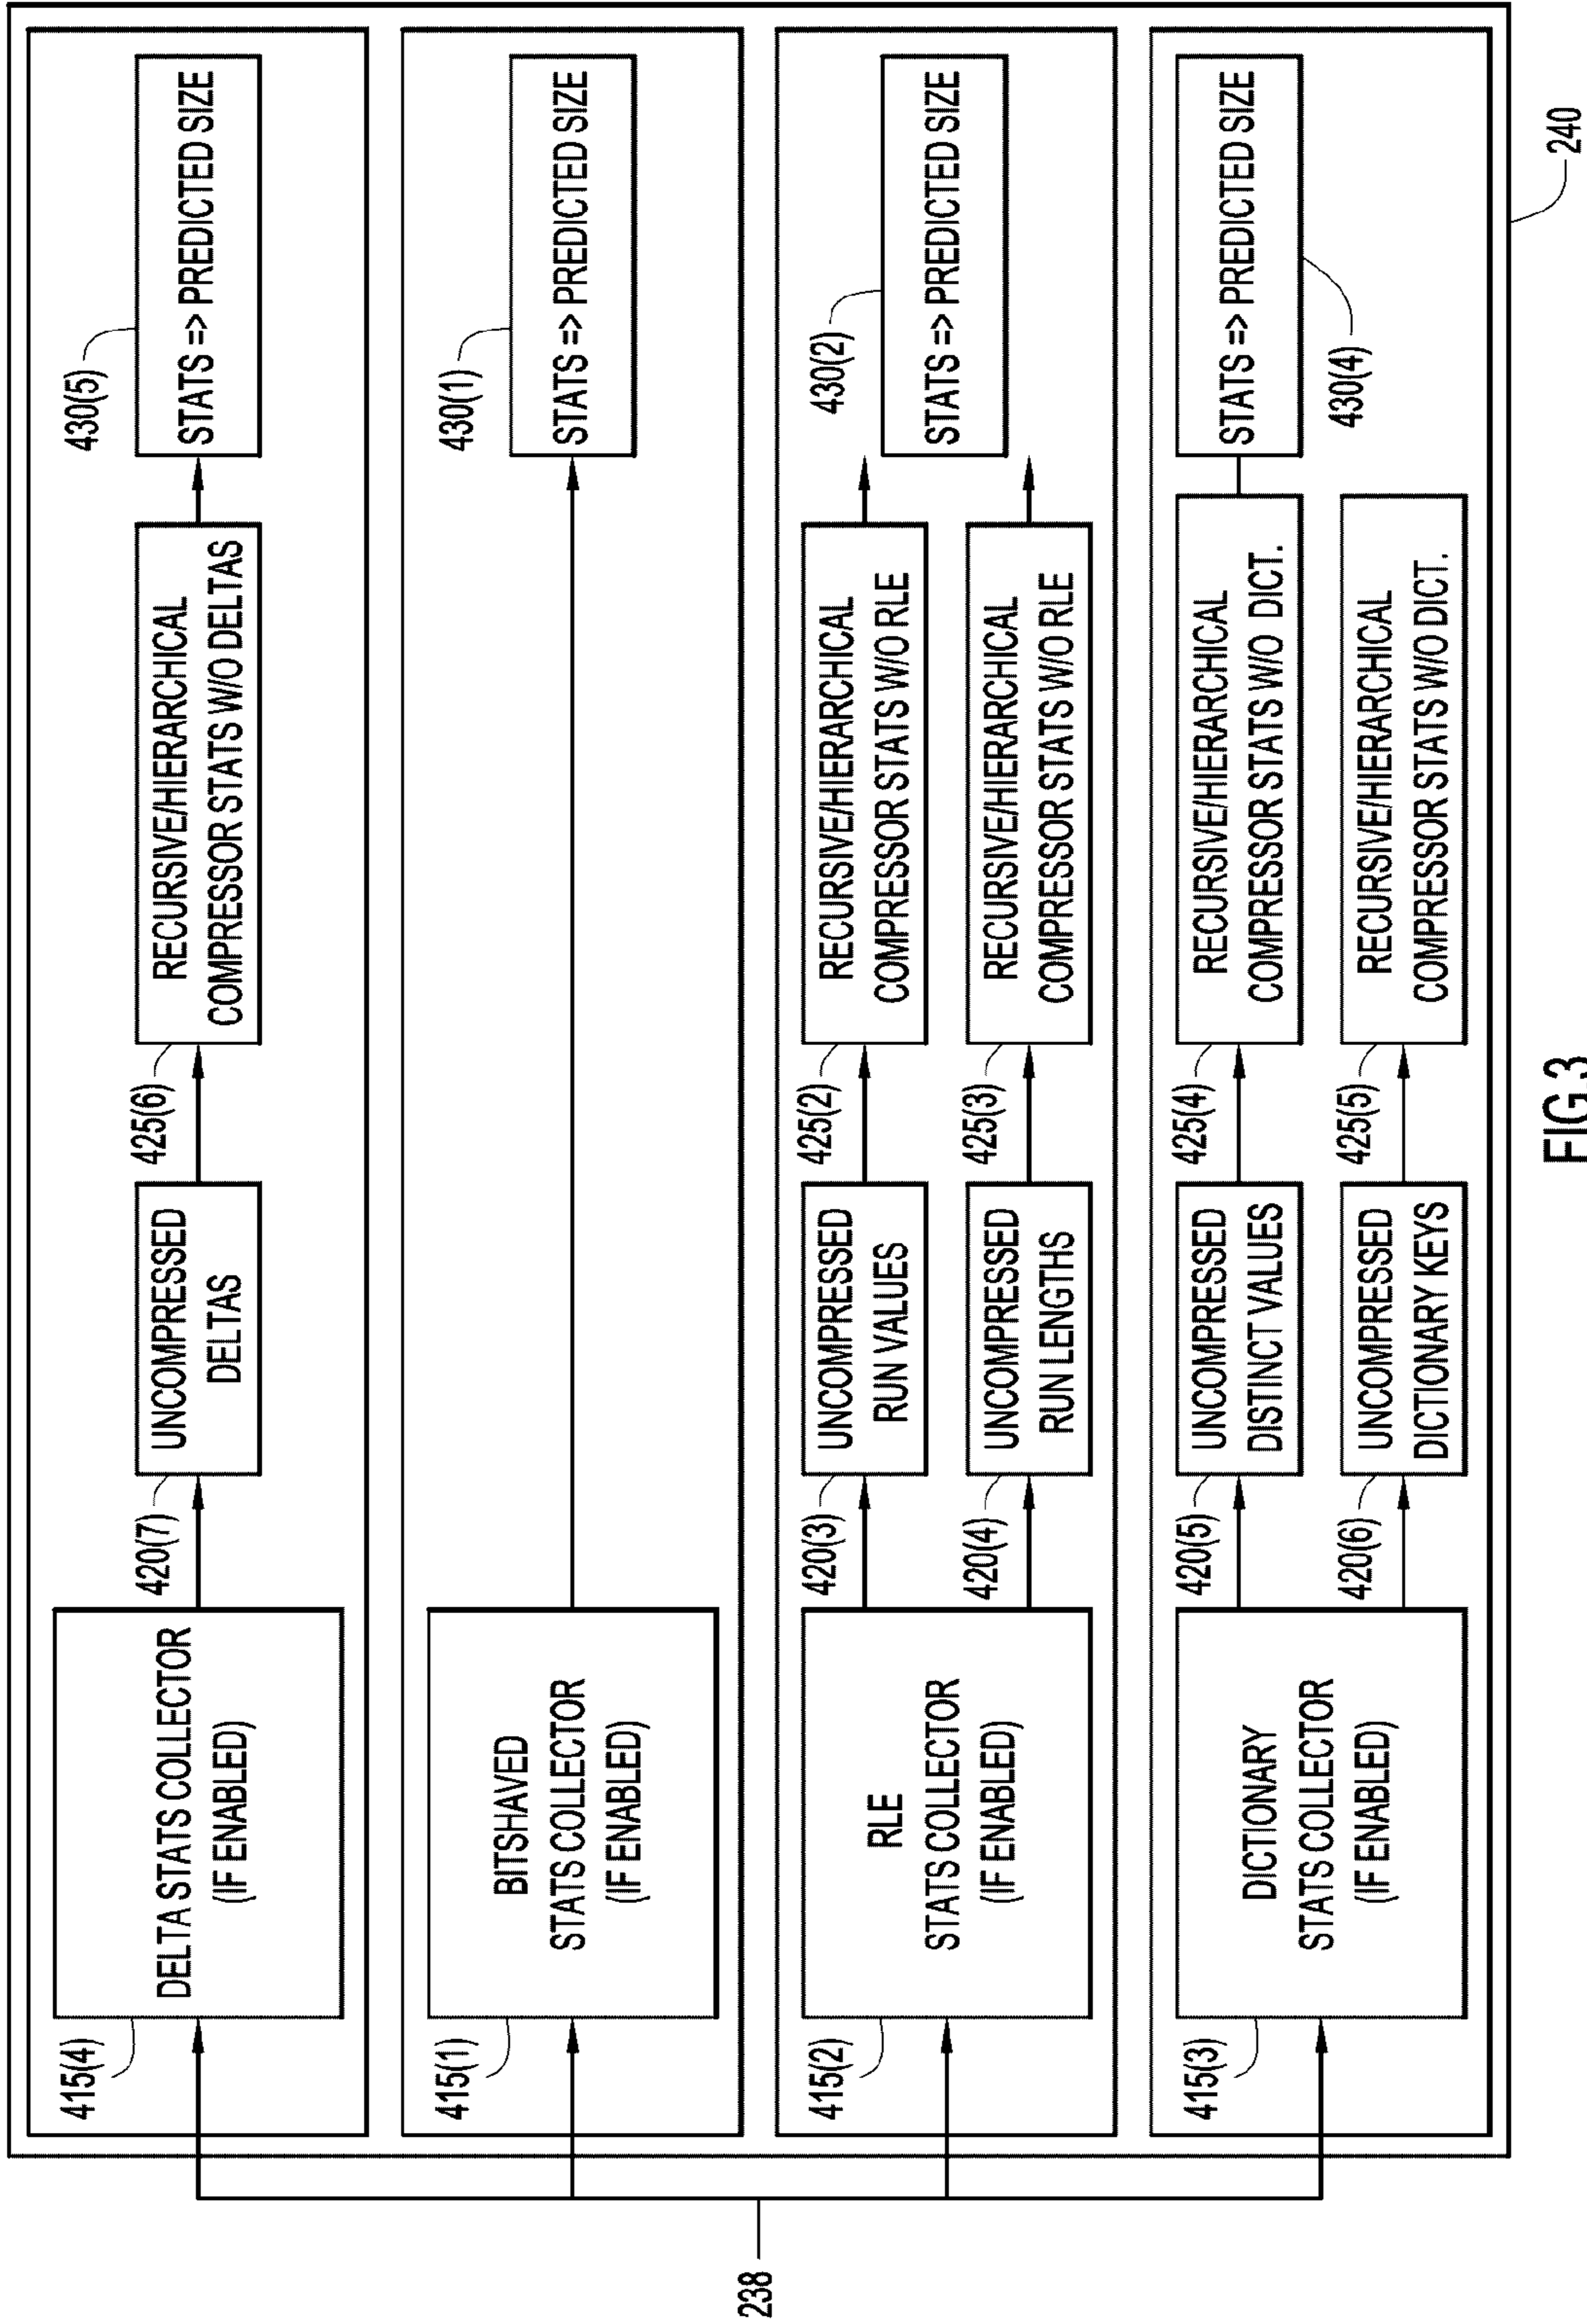 238
240
415(4)
DELTA STATS COLLECTOR
(IF ENABLED)
420(7)
UNCOMPRESSED
DELTAS
425(6)
RECURSIVE/HIERARCHICAL
COMPRESSOR STATS W/O DELTAS
430(5)
STATS => PREDICTED SIZE
415(1)
BITSHAVED
STATS COLLECTOR
(IF ENABLED)
430(1)
STATS => PREDICTED SIZE
415(2)
RLE
STATS COLLECTOR
(IF ENABLED)
420(3)
UNCOMPRESSED
RUN VALUES
425(2)
RECURSIVE/HIERARCHICAL
COMPRESSOR STATS W/O RLE
430(2)
STATS => PREDICTED SIZE
420(4)
UNCOMPRESSED
RUN LENGTHS
425(3)
RECURSIVE/HIERARCHICAL
COMPRESSOR STATS W/O RLE
415(3)
DICTIONARY
STATS COLLECTOR
(IF ENABLED)
420(5)
UNCOMPRESSED
DISTINCT VALUES
425(4)
RECURSIVE/HIERARCHICAL
COMPRESSOR STATS W/O DICT.
STATS => PREDICTED SIZE
430(4)
420(6)
UNCOMPRESSED
DICTIONARY KEYS
425(5)
RECURSIVE/HIERARCHICAL
COMPRESSOR STATS W/O DICT.
FIG.3